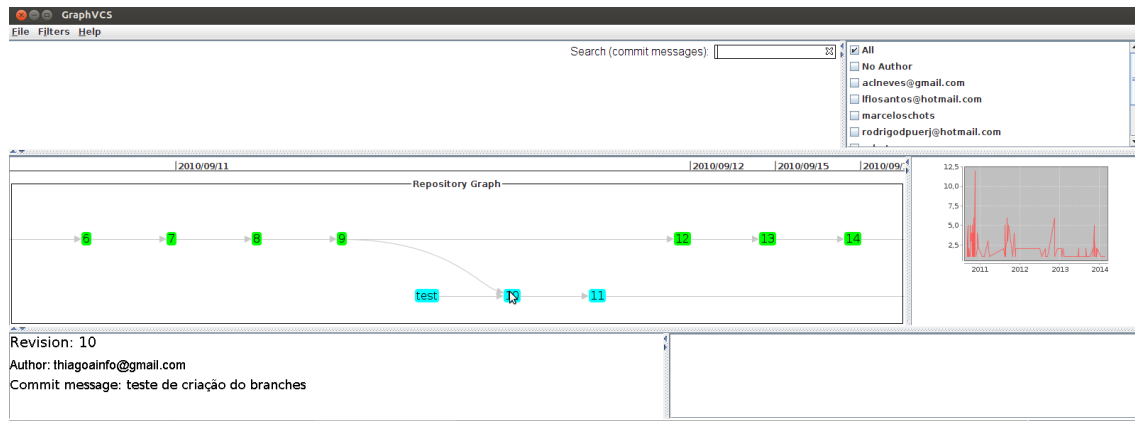 GraphVCS
File Filters Help
Search (commit messages):
All
No Author
aclneves@gmail.com
lflosantos@hotmail.com
marceloschots
rodrigodpuerj@hotmail.com
2010/09/11 2010/09/12 2010/09/15 2010/09/
Repository Graph
6 7 8 9 12 13 14
test 10 11
12,5
10,0
7,5
5,0
2,5
2011 2012 2013 2014
Revision: 10
Author: thiagoainfo@gmail.com
Commit message: teste de criação do branches